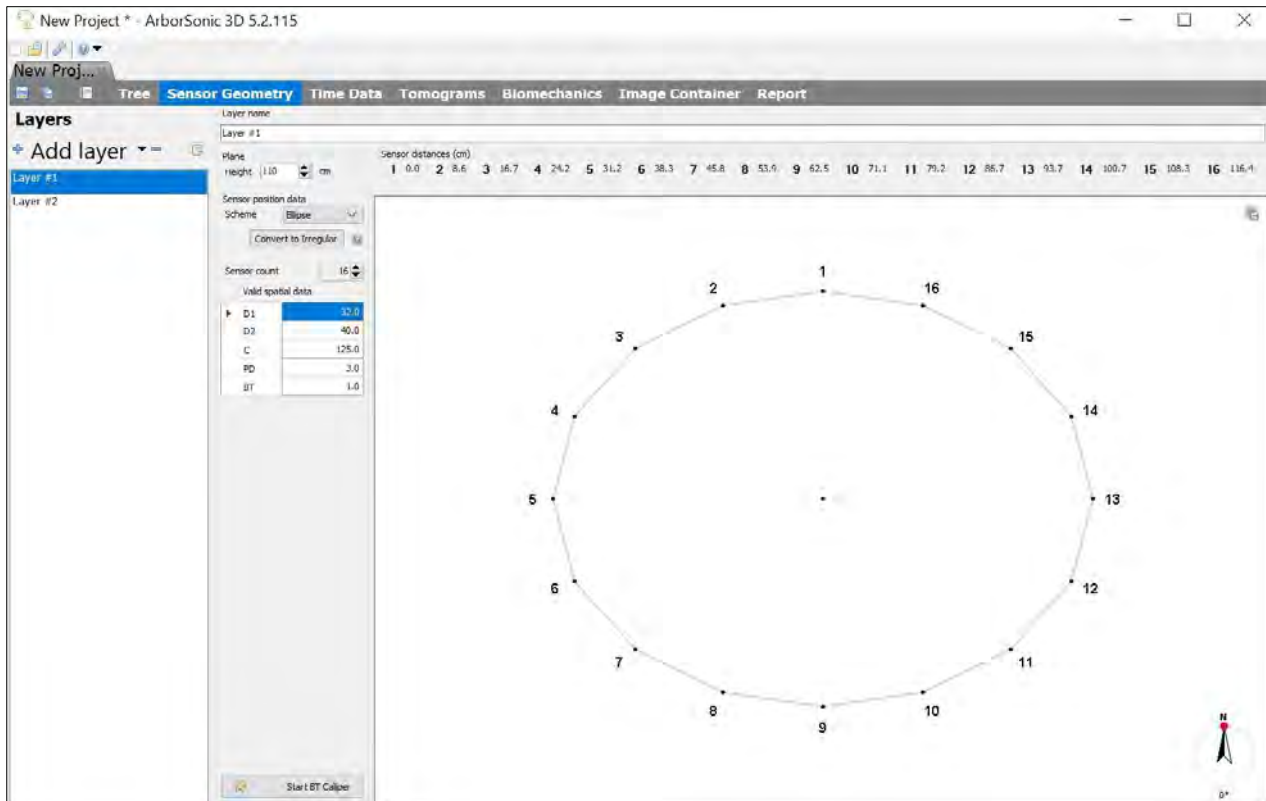 New Project * - ArborSonic 3D 5.2.115
New Proj...
Tree Sensor Geometry Time Data Tomograms Biomechanics Image Container Report
Layers
+ Add layer
Layer #1
Layer #2
Layer name
Layer #1
Plane
Height 110 cm
Sensor distances (cm)
1 0.0 2 8.6 3 16.7 4 24.2 5 31.2 6 38.3 7 45.8 8 53.9 9 62.5 10 71.1 11 79.2 12 86.7 13 93.7 14 100.7 15 108.3 16 116.4
Sensor position data
Scheme Ellipse
Convert to Irregular
Sensor count 16
Valid spatial data
D1 32.0
D2 40.0
C 125.0
PD 3.0
BT 1.0
Start BT Caliper
1
2
16
3
15
4
14
5
13
6
12
7
11
8
10
9
N
0°